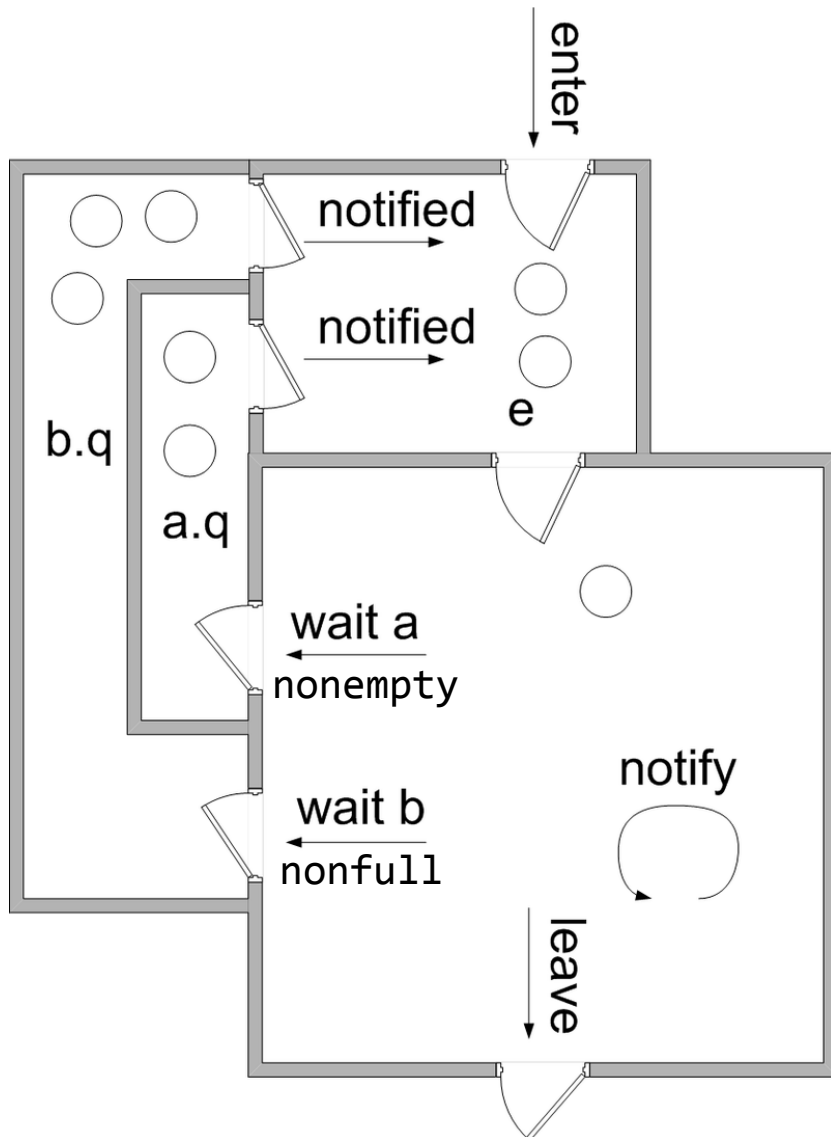 enter
notified
notified
e
b.q
a.q
wait a
nonempty
notify
wait b
nonfull
leave